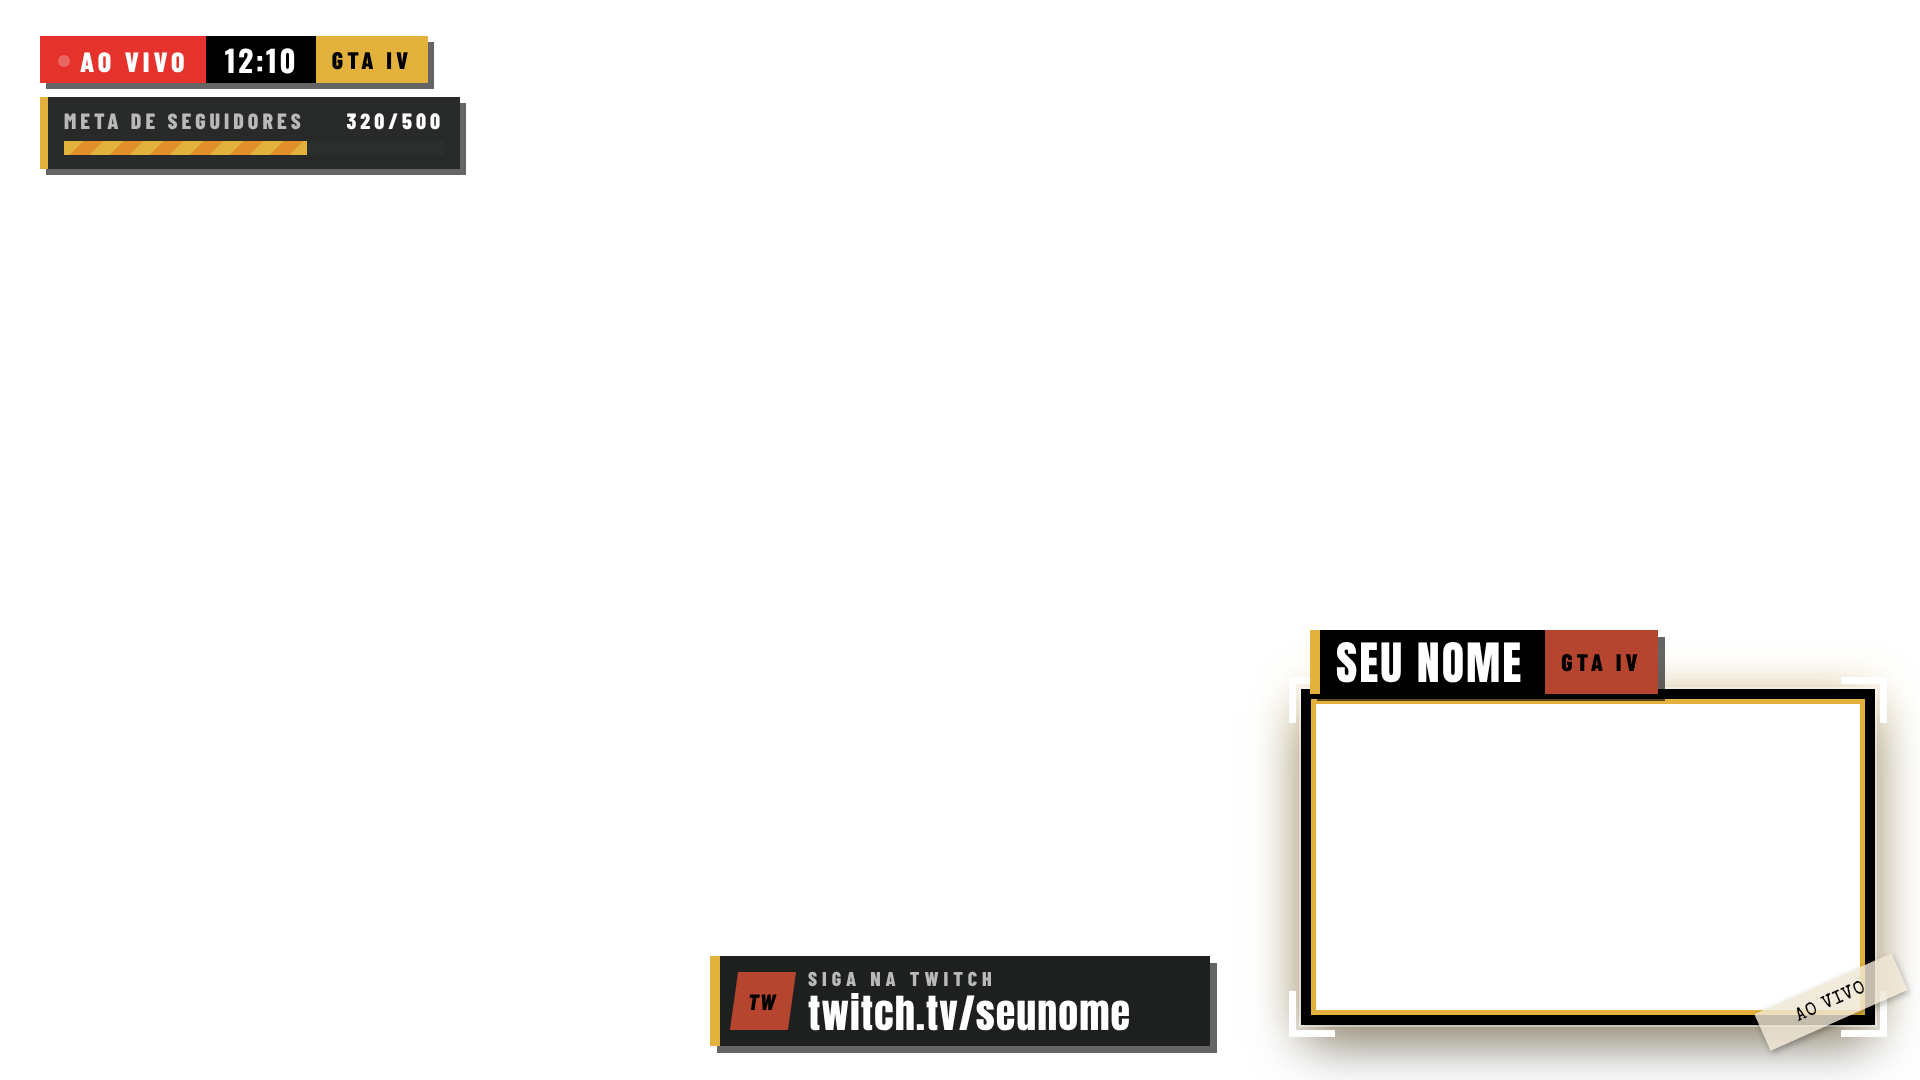 AO VIVO 12:10 GTA IV
META DE SEGUIDORES 320/500
SEU NOME GTA IV
TW
SIGA NA TWITCH
twitch.tv/seunome
AO VIVO